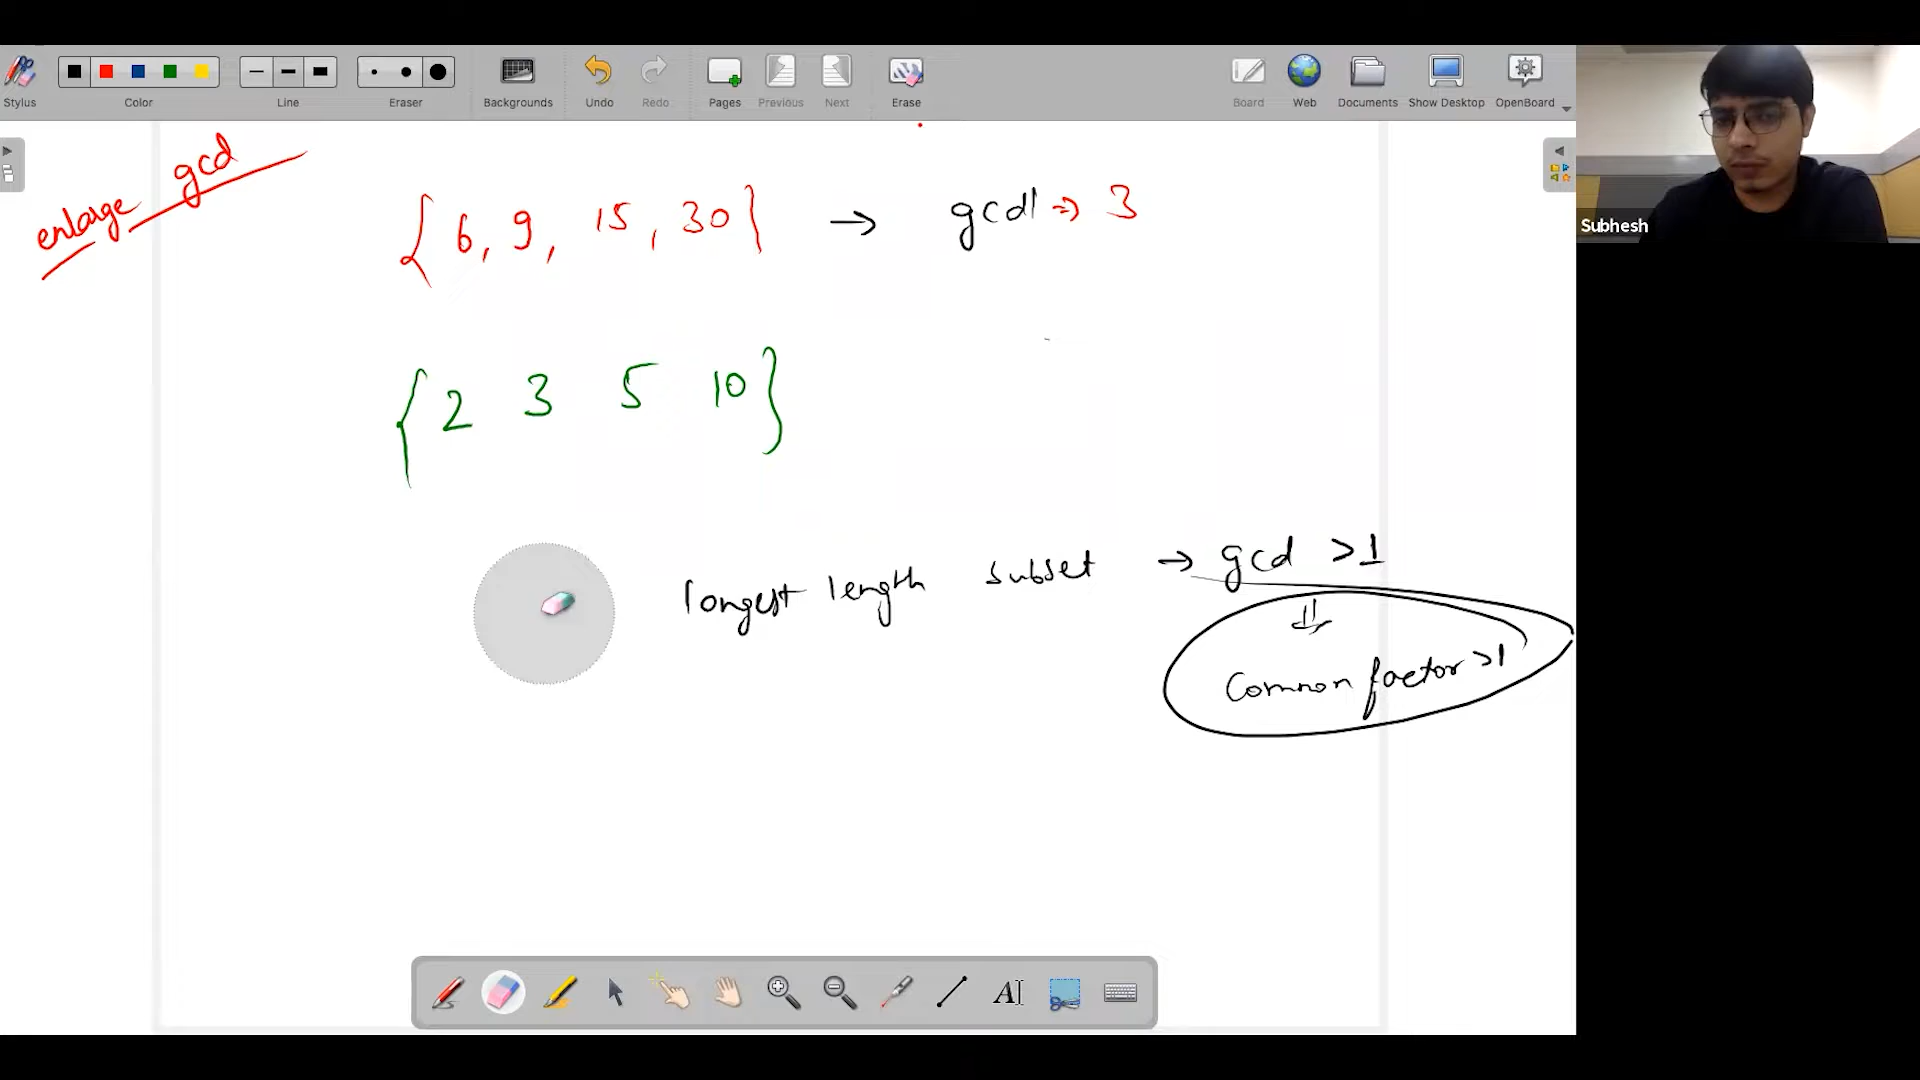 Stylus
Color
Line
Eraser
Backgrounds
Undo
Redo
Pages
Previous
Next
Erase
Board
Web
Documents
Show Desktop
OpenBoard
Subhesh
enlarge gcd
{ 6, 9, 15, 30 } → gcd ⇒ 3
{ 2 3 5 10 }
longest length subset → gcd > 1
⇓
Common factor > 1